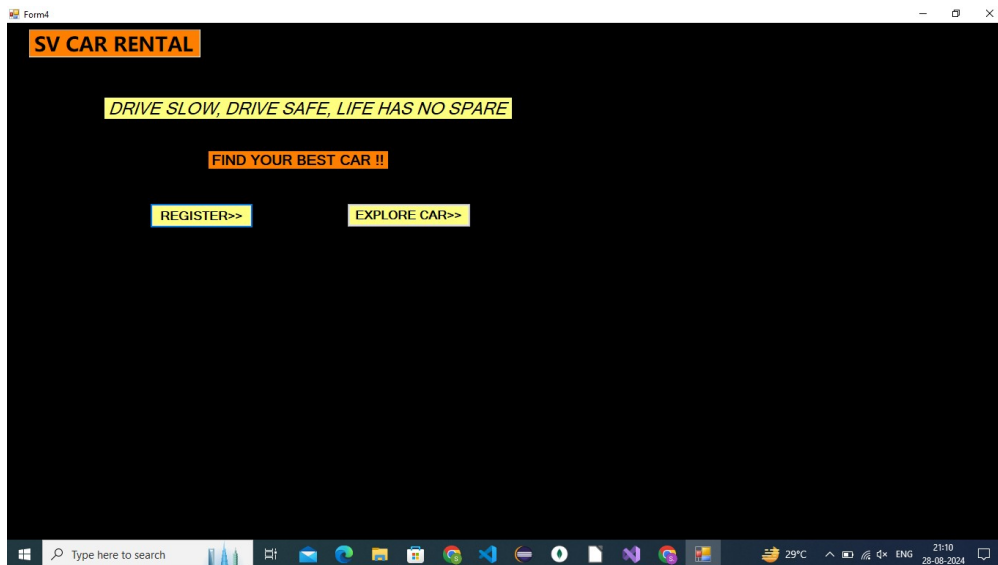 Form4
SV CAR RENTAL
DRIVE SLOW, DRIVE SAFE, LIFE HAS NO SPARE
FIND YOUR BEST CAR !!
REGISTER>>
EXPLORE CAR>>
Type here to search
29°C
ENG
21:10
28-08-2024